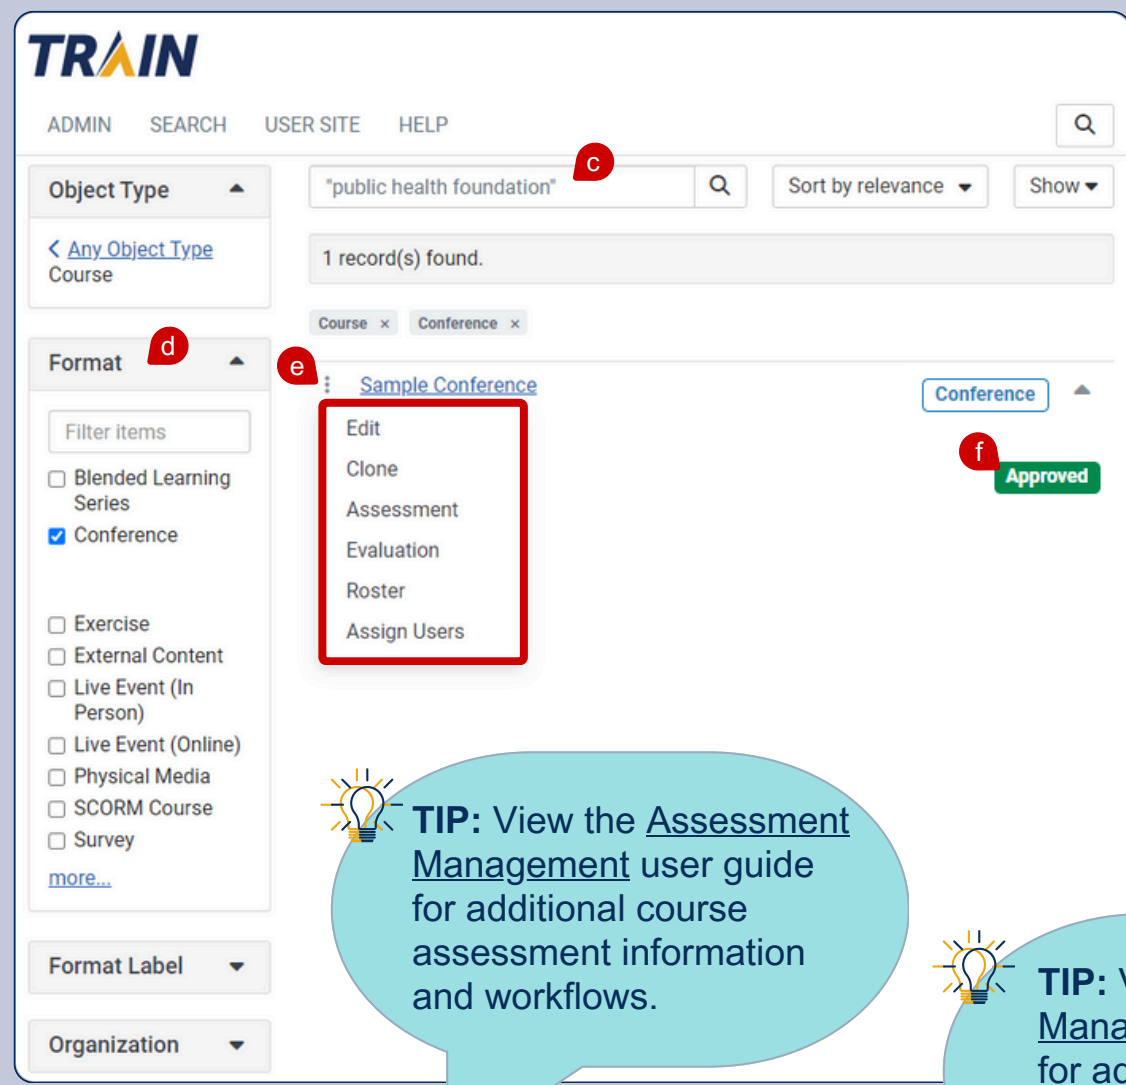 TRAIN
ADMIN SEARCH USER SITE HELP
Object Type
Any Object Type
Course
Format
d
Filter items
Blended Learning
Series
Conference
Exercise
External Content
Live Event (In
Person)
Live Event (Online)
Physical Media
SCORM Course
Survey
more...
Format Label
Organization
c
"public health foundation"
Sort by relevance
Show
1 record(s) found.
Course × Conference ×
e
Sample Conference
Conference
f
Approved
Edit
Clone
Assessment
Evaluation
Roster
Assign Users
TIP: View the Assessment
Management user guide
for additional course
assessment information
and workflows.
TIP:
for